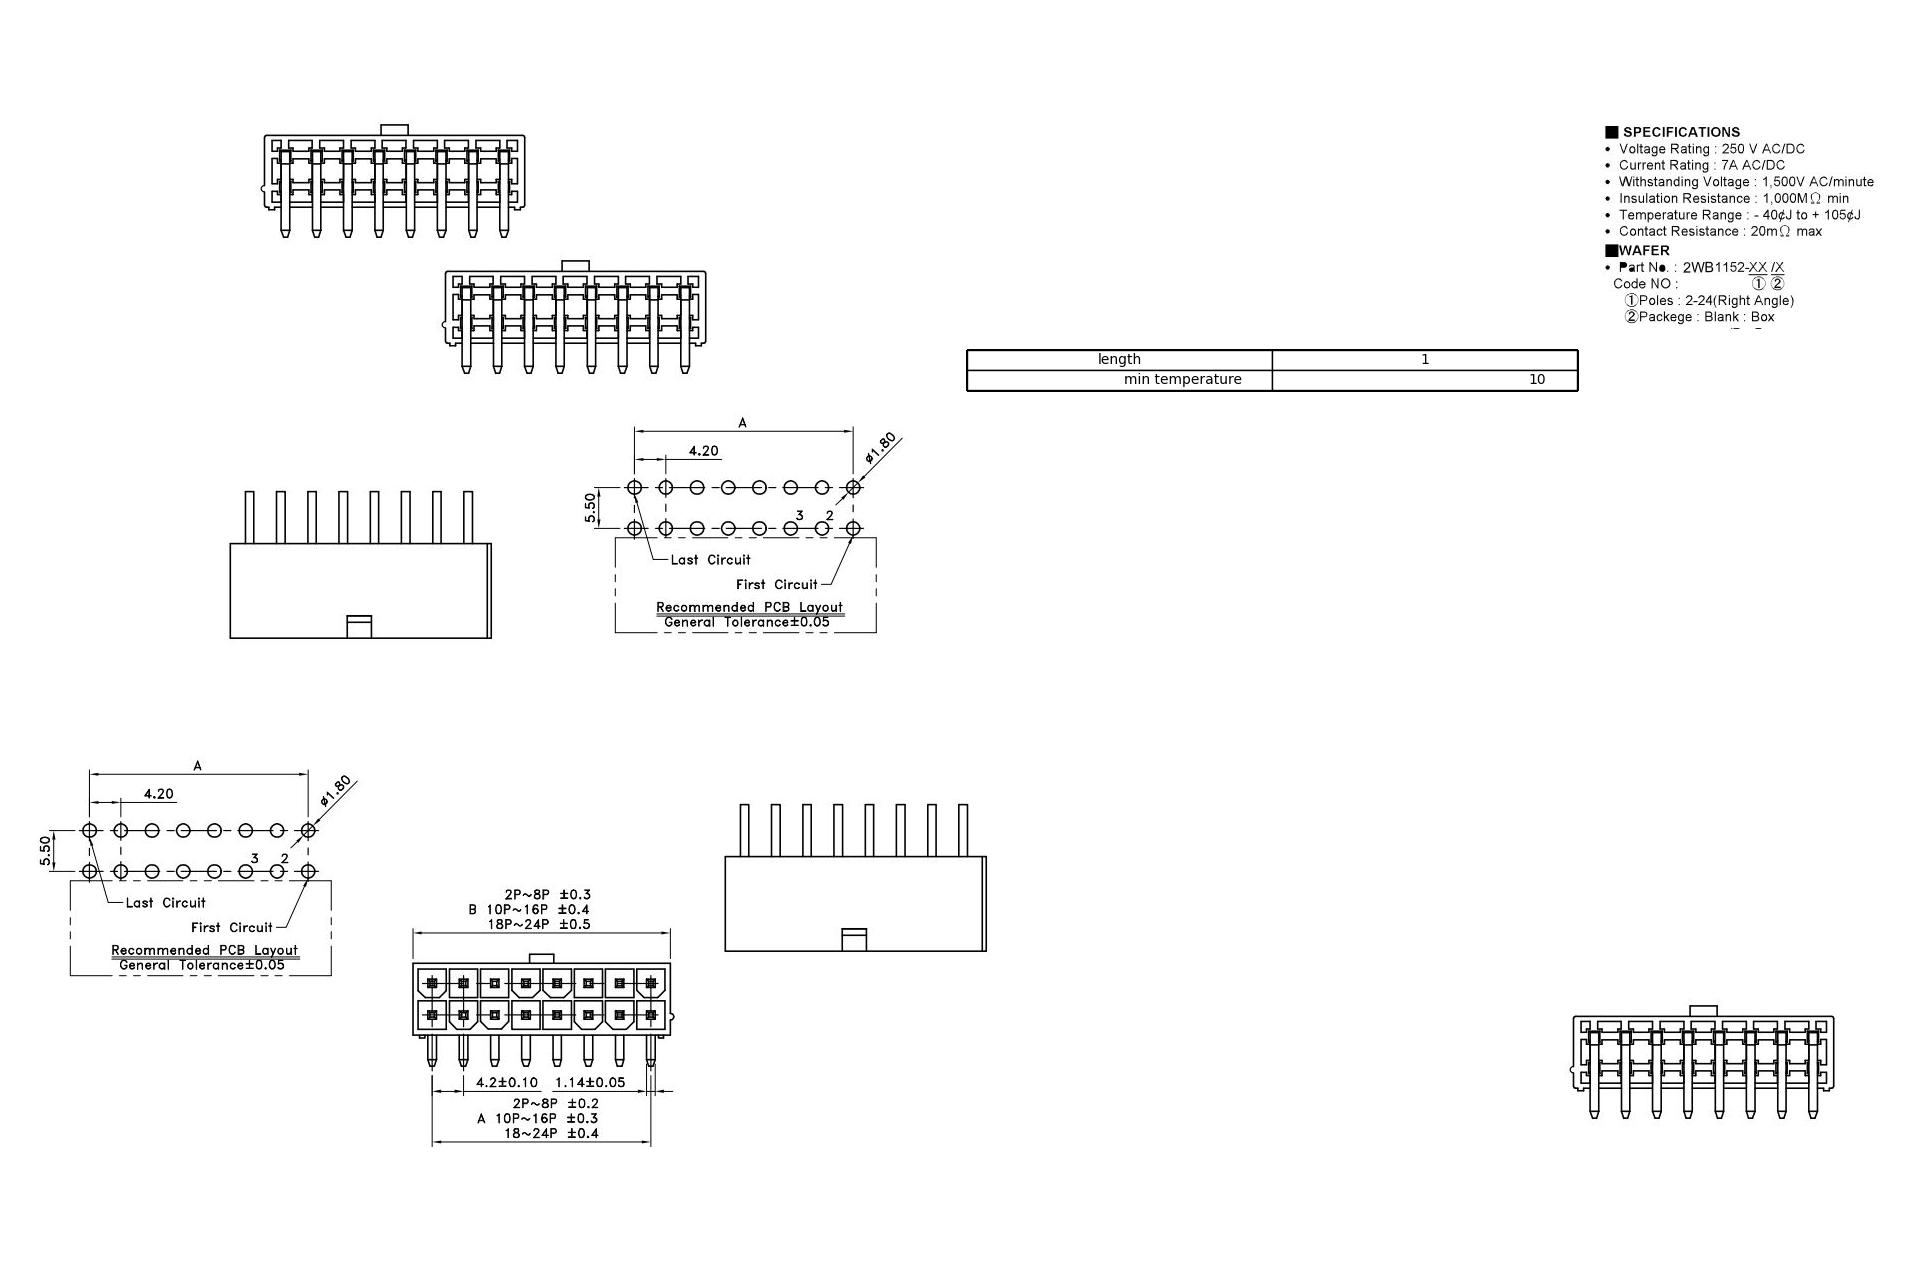 ■ SPECIFICATIONS
• Voltage Rating : 250 V AC/DC
• Current Rating : 7A AC/DC
• Withstanding Voltage : 1,500V AC/minute
• Insulation Resistance : 1,000MΩ min
• Temperature Range : - 40¢J to + 105¢J
• Contact Resistance : 20mΩ max
■WAFER
• Part No. : 2WB1152-XX /X
Code NO : ① ②
①Poles : 2-24(Right Angle)
②Packege : Blank : Box
length 1
min temperature 10
A
4.20
ø1.80
5.50
3 2
Last Circuit
First Circuit
Recommended PCB Layout
General Tolerance±0.05
A
4.20
ø1.80
5.50
3 2
Last Circuit
First Circuit
Recommended PCB Layout
General Tolerance±0.05
2P~8P ±0.3
B 10P~16P ±0.4
18P~24P ±0.5
4.2±0.10 1.14±0.05
2P~8P ±0.2
A 10P~16P ±0.3
18~24P ±0.4